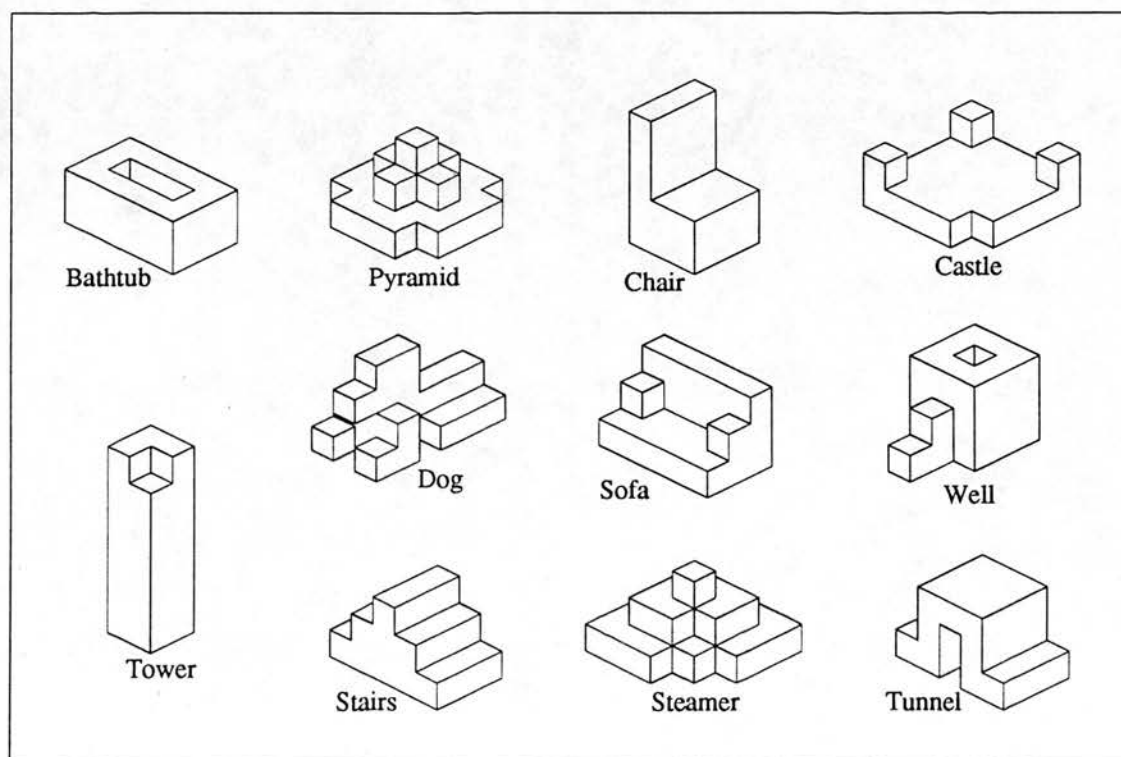 Bathtub
Pyramid
Chair
Castle
Dog
Sofa
Well
Tower
Stairs
Steamer
Tunnel